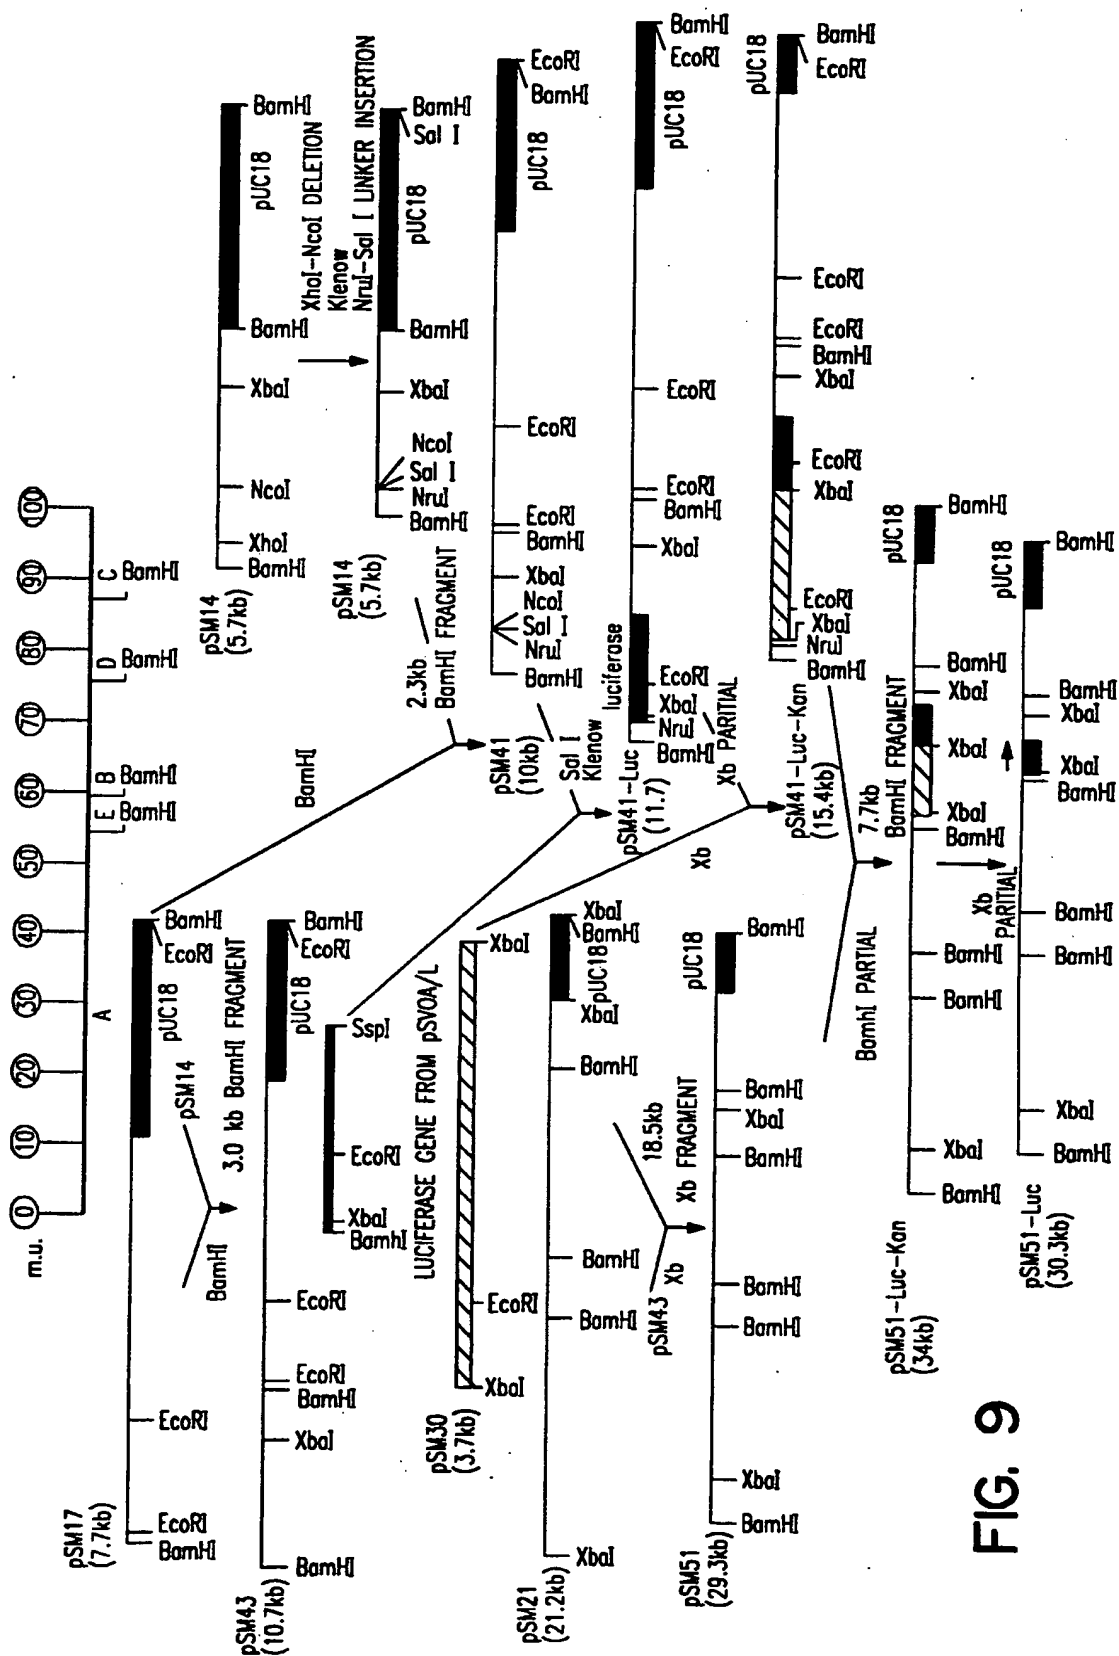 m.u.
0
10
20
30
40
50
60
70
80
90
100
A
E
B
D
C
BamHI
BamHI
BamHI
BamHI
pSM17
(7.7kb)
BamHI
EcoRI
EcoRI
pUC18
EcoRI
BamHI
BamHI
pSM14
3.0 kb BamHI FRAGMENT
pSM43
(10.7kb)
BamHI
XbaI
BamHI
EcoRI
EcoRI
pUC18
EcoRI
BamHI
BamhI
XbaI
EcoRI
SspI
LUCIFERASE GENE FROM pSVOA/L
pSM30
(3.7kb)
XbaI
EcoRI
XbaI
pSM21
(21.2kb)
XbaI
BamHI
BamHI
BamHI
XbaI
pUC18
BamHI
XbaI
pSM43
Xb
18.5kb
Xb FRAGMENT
pSM51
(29.3kb)
BamHI
XbaI
BamHI
BamHI
BamHI
XbaI
BamHI
pUC18
BamHI
pSM14
(5.7kb)
BamHI
XhoI
NcoI
XbaI
BamHI
pUC18
BamHI
XhoI-NcoI DELETION
Klenow
NruI-Sal I LINKER INSERTION
pSM14
(5.7kb)
BamHI
NruI
Sal I
NcoI
XbaI
BamHI
pUC18
Sal I
BamHI
BamHI
2.3kb
BamHI FRAGMENT
pSM41
(10kb)
BamHI
NruI
Sal I
NcoI
XbaI
BamHI
EcoRI
EcoRI
pUC18
BamHI
EcoRI
Sal I
Klenow
pSM41-Luc
(11.7)
luciferase
BamHI
NruI
XbaI
EcoRI
XbaI
BamHI
EcoRI
EcoRI
pUC18
EcoRI
BamHI
Xb
Xb PARITIAL
pSM41-Luc-Kan
(15.4kb)
BamHI
NruI
XbaI
EcoRI
XbaI
EcoRI
XbaI
BamHI
EcoRI
EcoRI
pUC18
EcoRI
BamHI
BamhI PARTIAL
7.7kb
BamHI FRAGMENT
pSM51-Luc-Kan
(34kb)
BamHI
XbaI
BamHI
BamHI
BamHI
XbaI
XbaI
XbaI
BamHI
pUC18
BamHI
Xb
PARITIAL
pSM51-Luc
(30.3kb)
BamHI
XbaI
BamHI
BamHI
BamHI
XbaI
XbaI
BamHI
pUC18
BamHI
FIG. 9